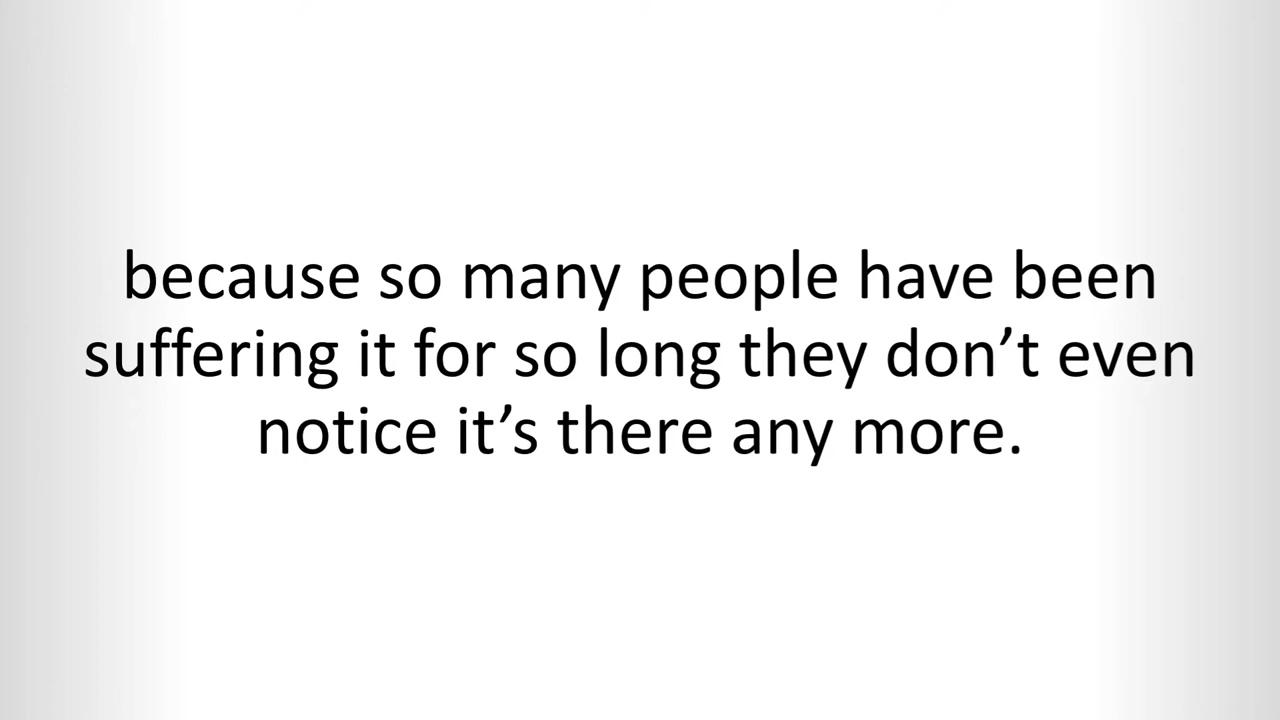 because so many people have been
suffering it for so long they don’t even
notice it’s there any more.